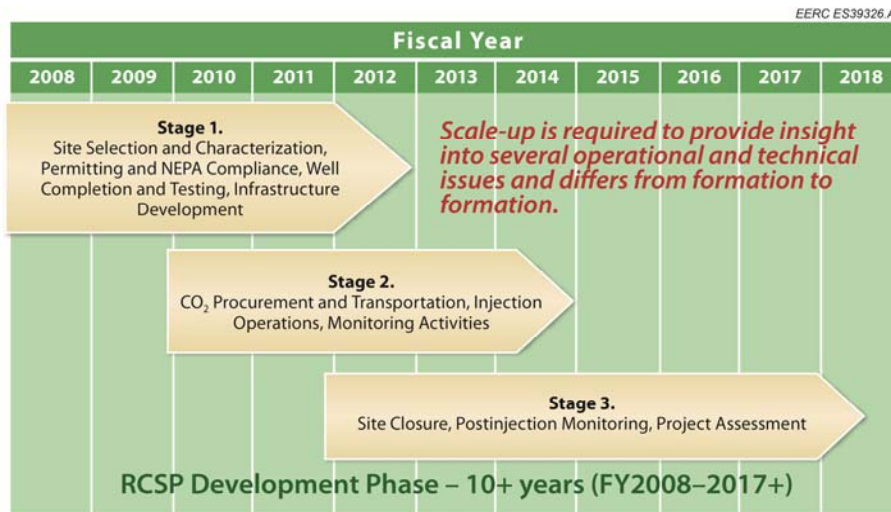 EERC ES39326.A
Fiscal Year
2008 2009 2010 2011 2012 2013 2014 2015 2016 2017 2018
Stage 1.
Site Selection and Characterization,
Permitting and NEPA Compliance, Well
Completion and Testing, Infrastructure
Development
Scale-up is required to provide insight
into several operational and technical
issues and differs from formation to
formation.
Stage 2.
CO₂ Procurement and Transportation, Injection
Operations, Monitoring Activities
Stage 3.
Site Closure, Postinjection Monitoring, Project Assessment
RCSP Development Phase – 10+ years (FY2008–2017+)